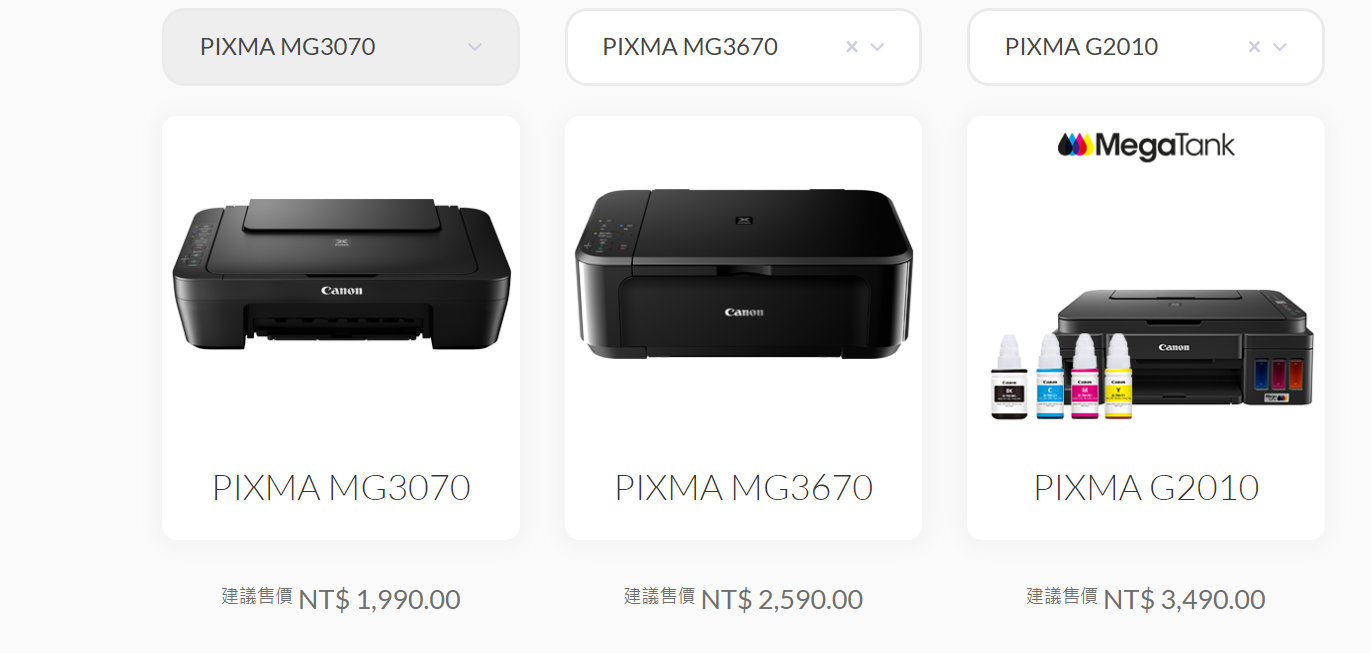 PIXMA MG3070
PIXMA MG3670
PIXMA G2010
MegaTank
Canon
Canon
Canon
BK
C
M
Y
PIXMA MG3070
PIXMA MG3670
PIXMA G2010
建議售價 NT$ 1,990.00
建議售價 NT$ 2,590.00
建議售價 NT$ 3,490.00